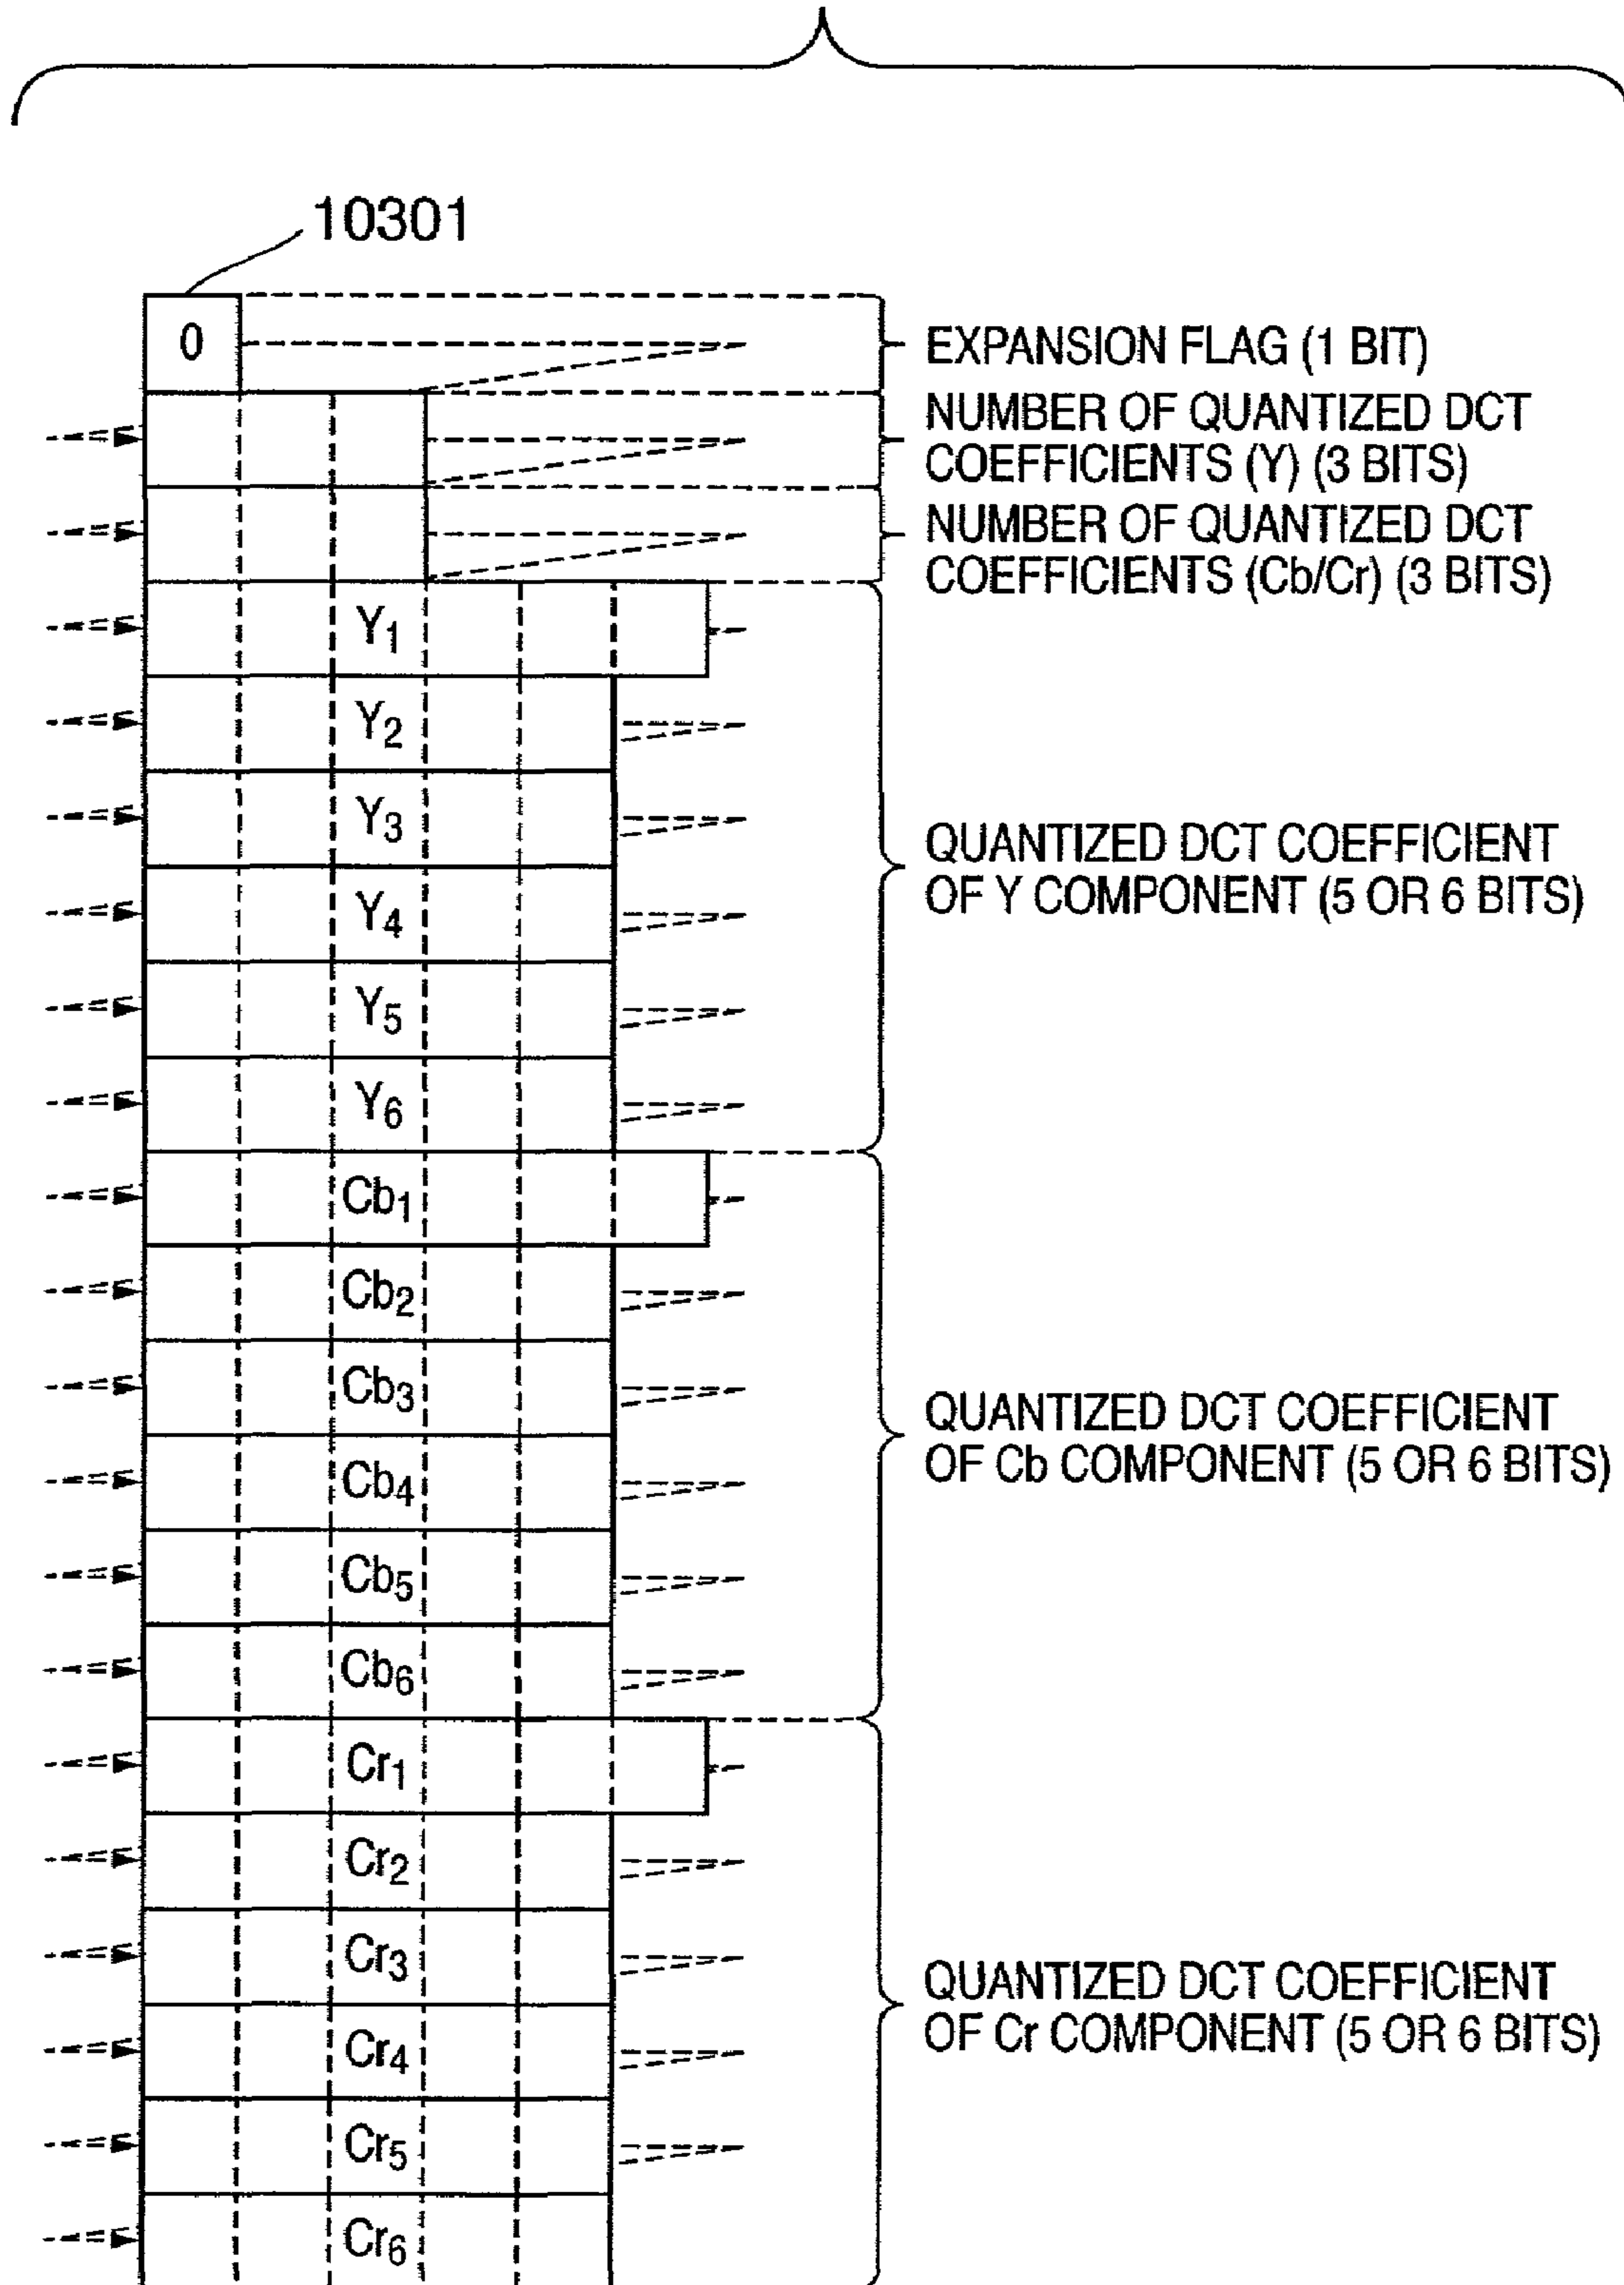 10301
0
EXPANSION FLAG (1 BIT)
NUMBER OF QUANTIZED DCT
COEFFICIENTS (Y) (3 BITS)
NUMBER OF QUANTIZED DCT
COEFFICIENTS (Cb/Cr) (3 BITS)
Y1
Y2
Y3
QUANTIZED DCT COEFFICIENT
OF Y COMPONENT (5 OR 6 BITS)
Y4
Y5
Y6
Cb1
Cb2
Cb3
QUANTIZED DCT COEFFICIENT
OF Cb COMPONENT (5 OR 6 BITS)
Cb4
Cb5
Cb6
Cr1
Cr2
Cr3
QUANTIZED DCT COEFFICIENT
OF Cr COMPONENT (5 OR 6 BITS)
Cr4
Cr5
Cr6